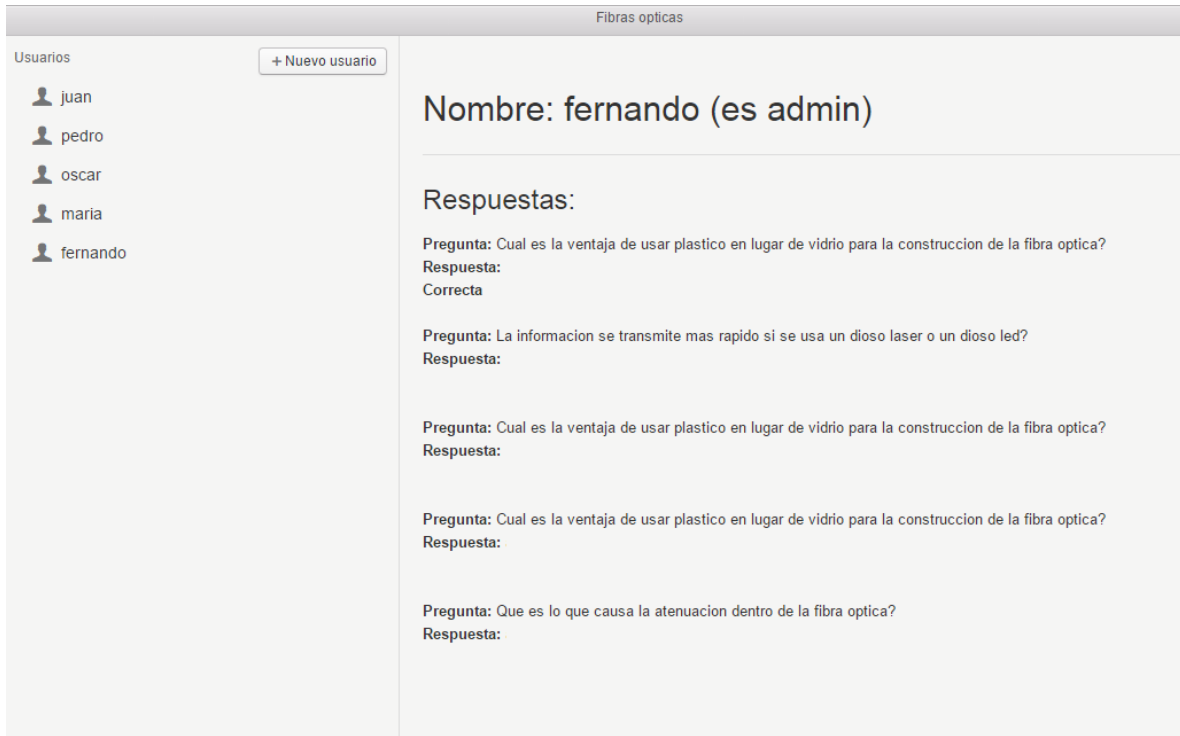 Fibras opticas
Usuarios
+ Nuevo usuario
juan
pedro
oscar
maria
fernando
Nombre: fernando (es admin)
Respuestas:
Pregunta: Cual es la ventaja de usar plastico en lugar de vidrio para la construccion de la fibra optica?
Respuesta:
Correcta
Pregunta: La informacion se transmite mas rapido si se usa un dioso laser o un dioso led?
Respuesta:
Pregunta: Cual es la ventaja de usar plastico en lugar de vidrio para la construccion de la fibra optica?
Respuesta:
Pregunta: Cual es la ventaja de usar plastico en lugar de vidrio para la construccion de la fibra optica?
Respuesta:
Pregunta: Que es lo que causa la atenuacion dentro de la fibra optica?
Respuesta: